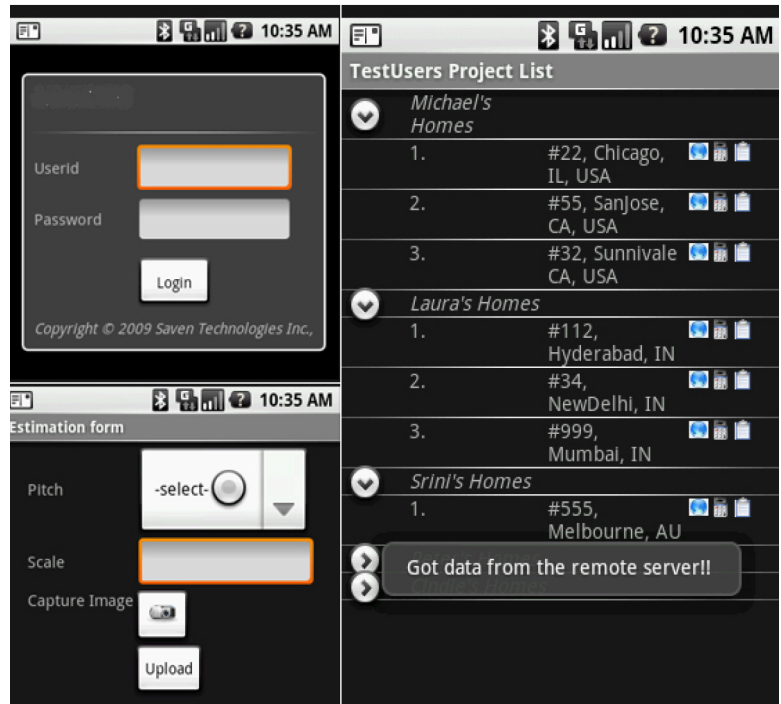 10:35 AM
Userid
Password
Login
Copyright © 2009 Saven Technologies Inc.,
10:35 AM
Estimation form
Pitch
-select-
Scale
Capture Image
Upload
10:35 AM
TestUsers Project List
Michael's
Homes
1. #22, Chicago,
IL, USA
2. #55, SanJose,
CA, USA
3. #32, Sunnivale
CA, USA
Laura's Homes
1. #112,
Hyderabad, IN
2. #34,
NewDelhi, IN
3. #999,
Mumbai, IN
Srini's Homes
1. #555,
Melbourne, AU
Got data from the remote server!!